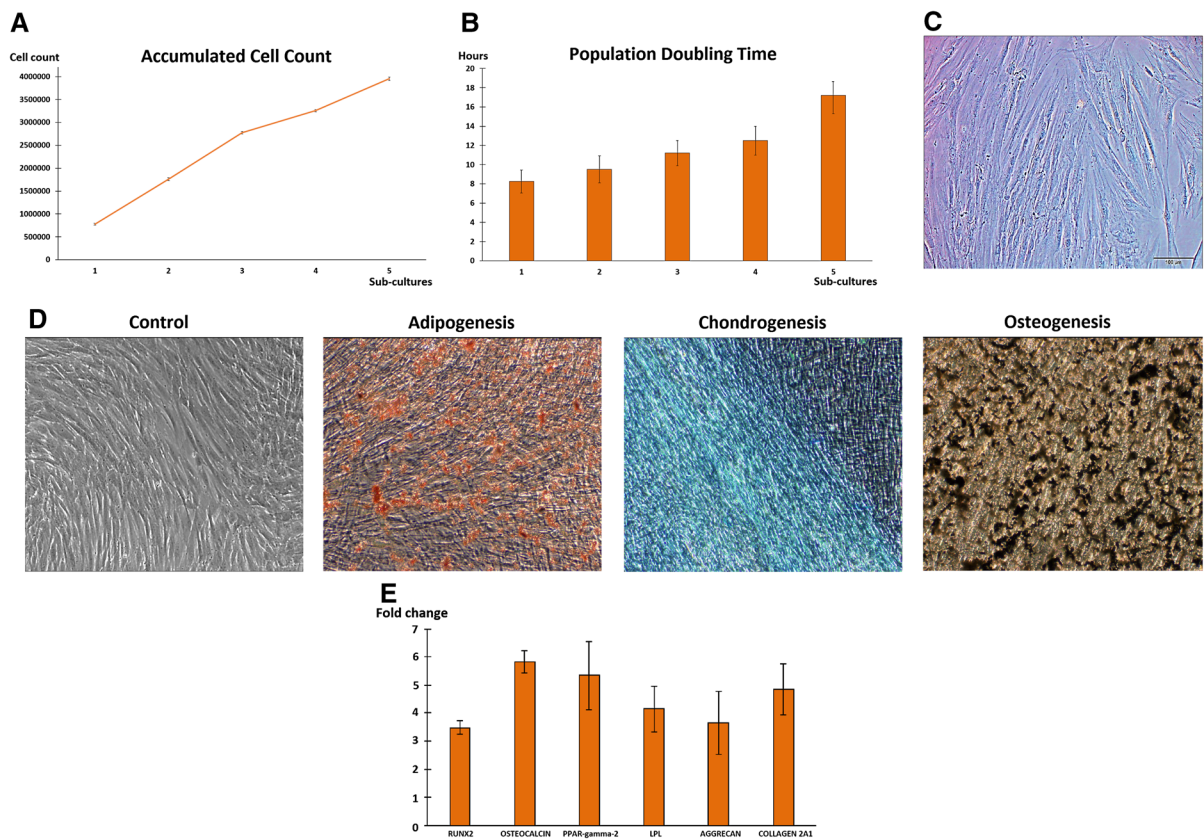 A
Cell count
Accumulated Cell Count
4000000
3500000
3000000
2500000
2000000
1500000
1000000
500000
0
1 2 3 4 5
Sub-cultures
B
Hours
Population Doubling Time
20
18
16
14
12
10
8
6
4
2
0
1 2 3 4 5
Sub-cultures
C
100 µm
D
Control
Adipogenesis
Chondrogenesis
Osteogenesis
E
Fold change
7
6
5
4
3
2
1
0
RUNX2 OSTEOCALCIN PPAR-gamma-2 LPL AGGRECAN COLLAGEN 2A1